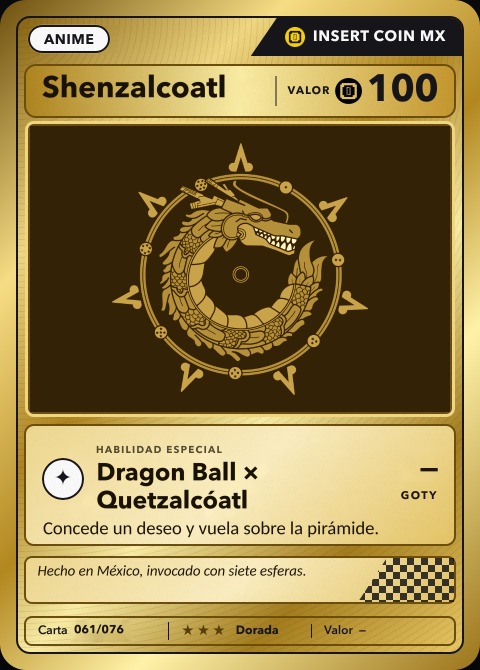 ANIME
INSERT COIN MX
Shenzalcoatl
VALOR 100
HABILIDAD ESPECIAL
Dragon Ball ×
Quetzalcóatl
–
GOTY
Concede un deseo y vuela sobre la pirámide.
Hecho en México, invocado con siete esferas.
Carta 061/076 ★ ★ ★ Dorada Valor –